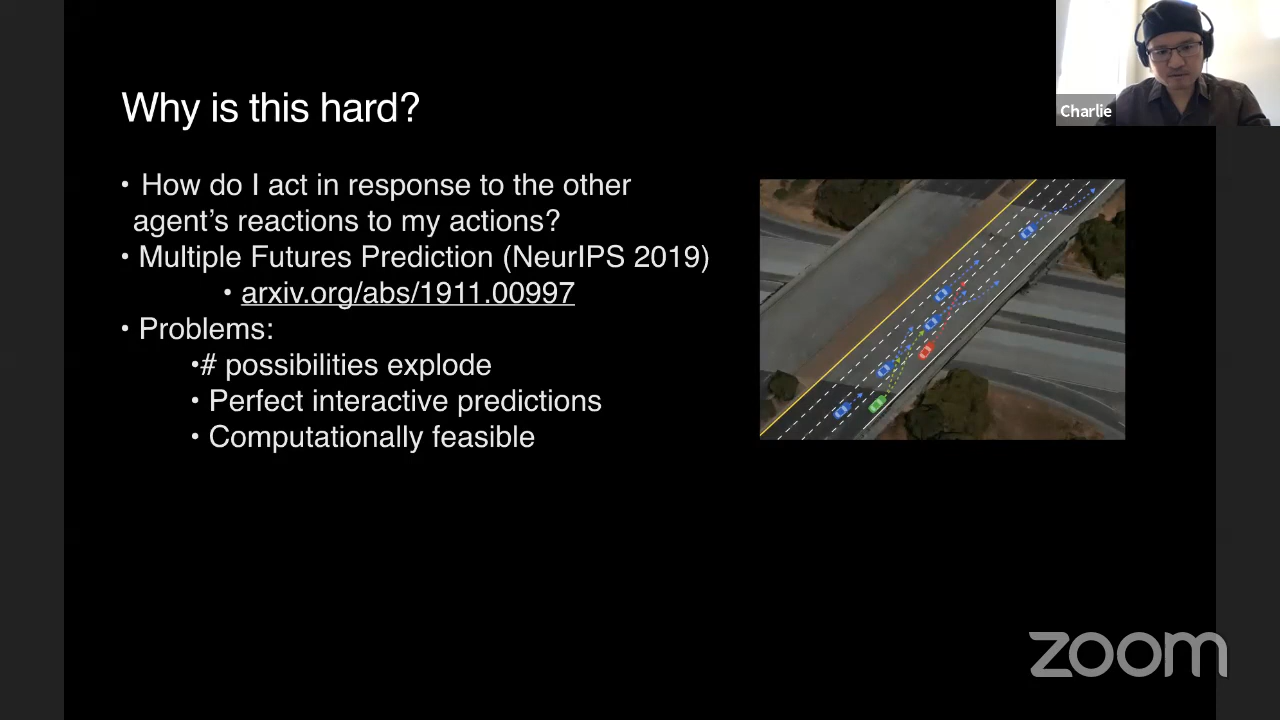 Why is this hard?
Charlie
• How do I act in response to the other
agent’s reactions to my actions?
• Multiple Futures Prediction (NeurIPS 2019)
• arxiv.org/abs/1911.00997
• Problems:
•# possibilities explode
• Perfect interactive predictions
• Computationally feasible
zoom